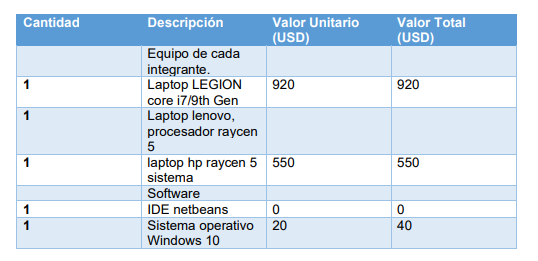 Cantidad Descripción Valor Unitario Valor Total
(USD) (USD)
Equipo de cada
integrante.
1 Laptop LEGION 920 920
core i7/9th Gen
1 Laptop lenovo,
procesador raycen
5
1 laptop hp raycen 5 550 550
sistema
Software
1 IDE netbeans 0 0
1 Sistema operativo 20 40
Windows 10